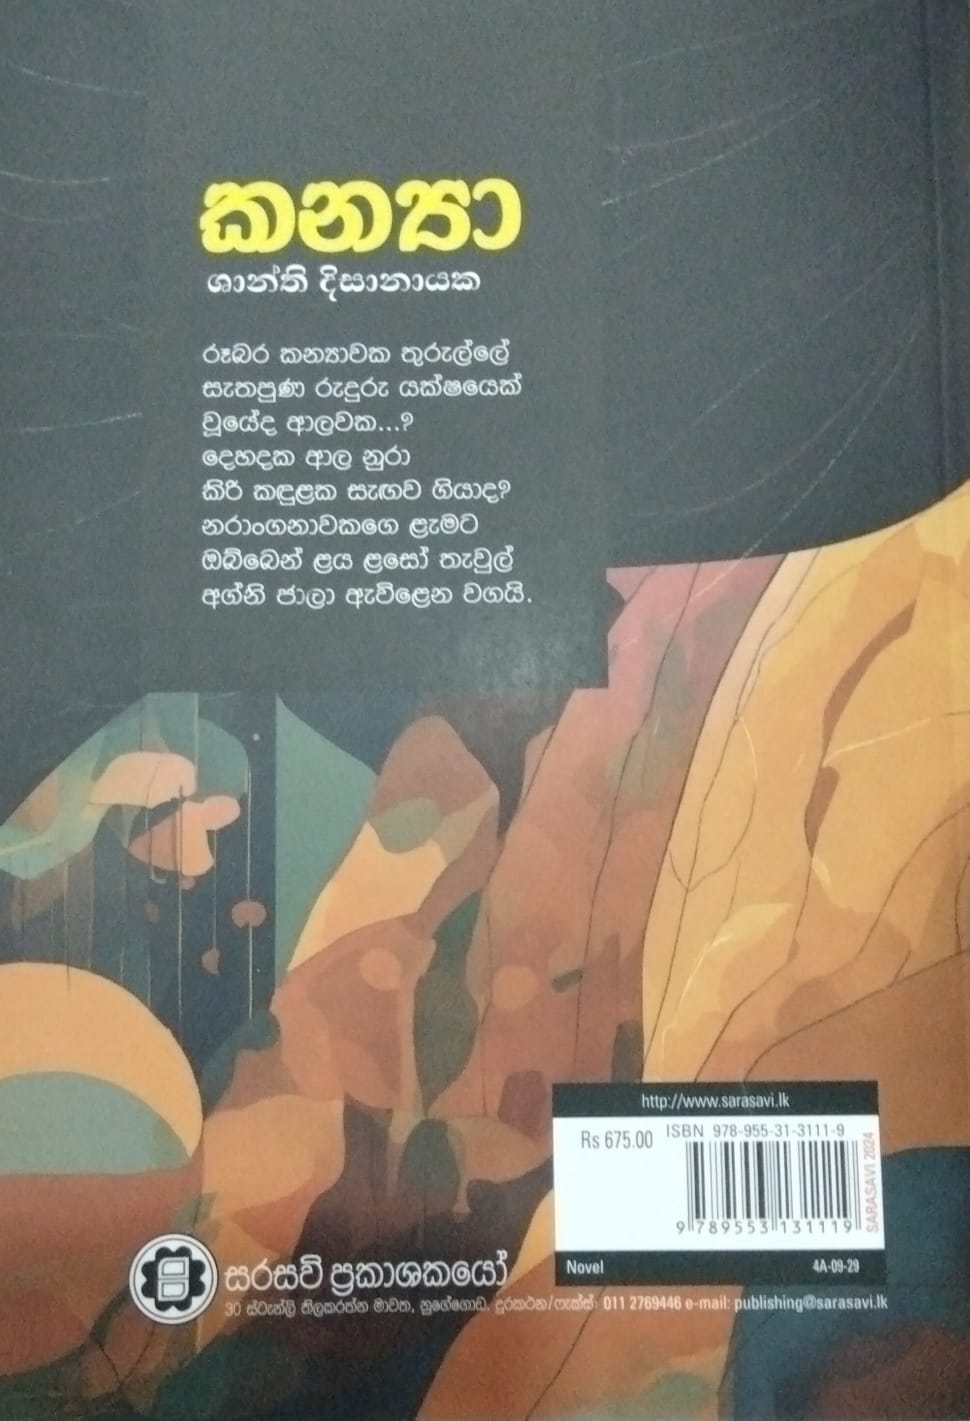 කන්‍යා
ශාන්ති දිසානායක
රූබර කන්‍යාවක තුරුල්ලේ
සැතපුණ රුදුරු යක්ෂයෙක්
වූයේද ආලවක...?
දෙහදක ආල නුරා
කිරි කඳුළක සැඟව ගියාද?
නරාංගනාවකගෙ ළැමට
ඔබ්බෙන් ළය ළසෝ තැවුල්
අග්නි ජාලා ඇවිළෙන වගයි.
http://www.sarasavi.lk
Rs 675.00
ISBN 978-955-31-3111-9
9 789553 131119
SARASAVI 2024
Novel
4A-09-29
සරසවි ප්‍රකාශකයෝ
30 ස්ටැන්ලි තිලකරත්න මාවත, නුගේගොඩ. දුරකථන/ෆැක්ස්: 011 2769446 e-mail: publishing@sarasavi.lk